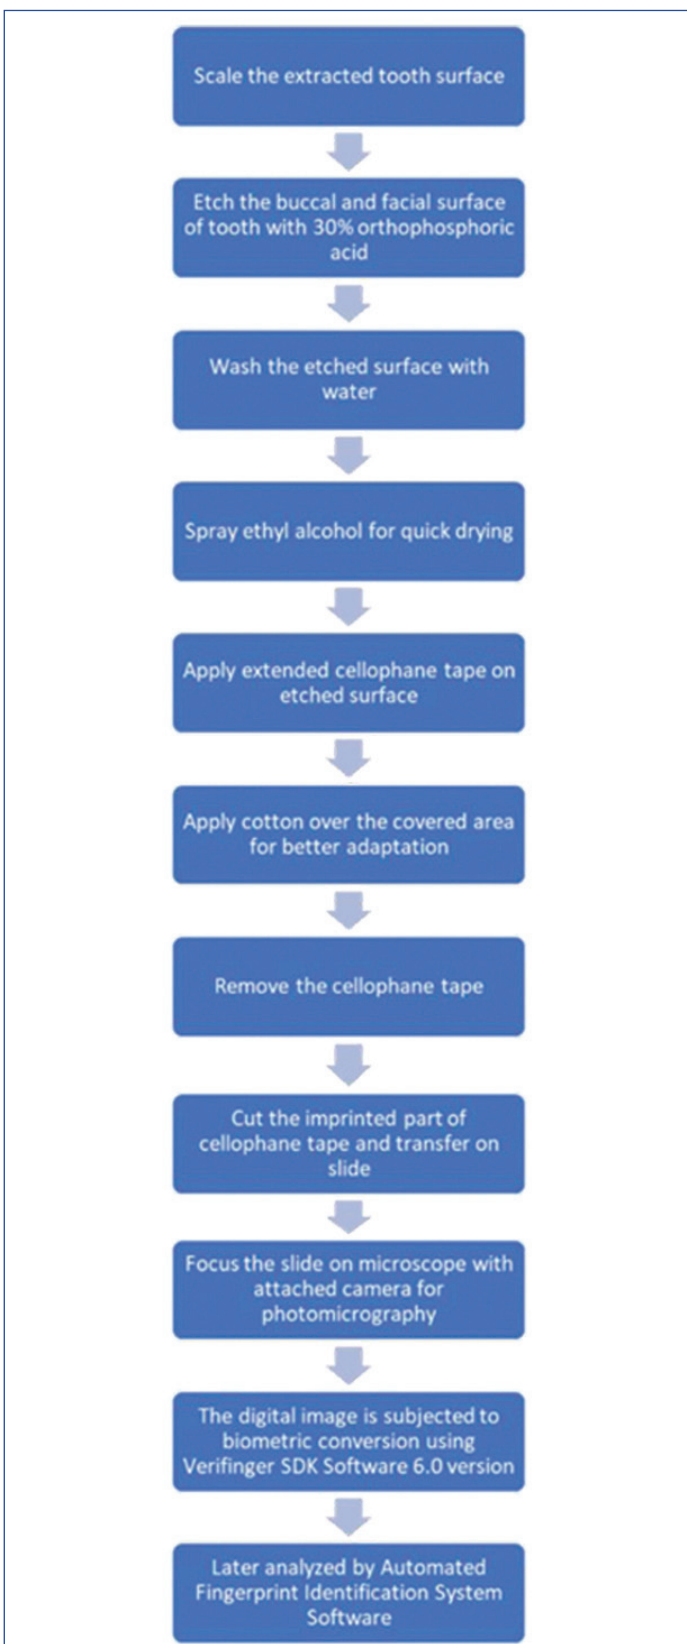 Scale the extracted tooth surface
Etch the buccal and facial surface
of tooth with 30% orthophosphoric
acid
Wash the etched surface with
water
Spray ethyl alcohol for quick drying
Apply extended cellophane tape on
etched surface
Apply cotton over the covered area
for better adaptation
Remove the cellophane tape
Cut the imprinted part of
cellophane tape and transfer on
slide
Focus the slide on microscope with
attached camera for
photomicrography
The digital image is subjected to
biometric conversion using
Verifinger SDK Software 6.0 version
Later analyzed by Automated
Fingerprint Identification System
Software